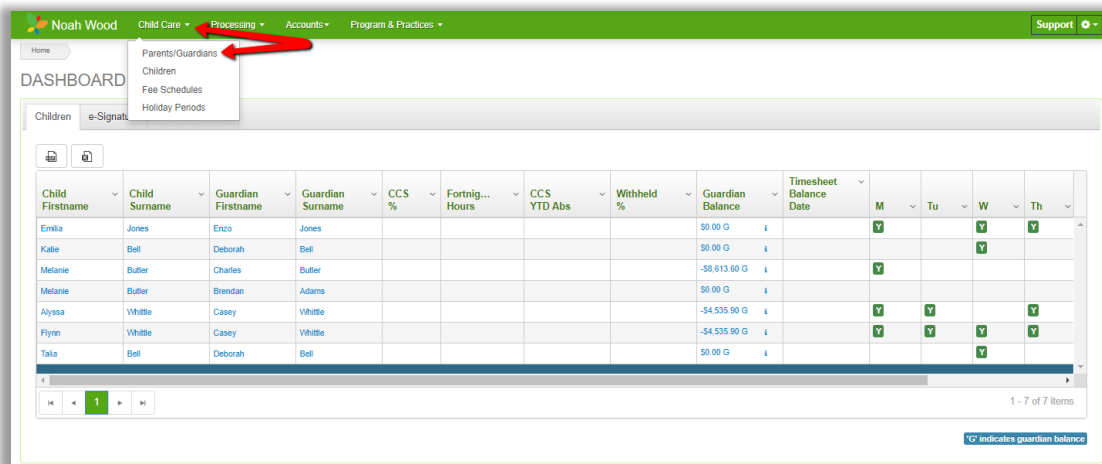 Noah Wood Child Care Processing Accounts Program & Practices Support
Home
Parents/Guardians
Children
Fee Schedules
Holiday Periods
DASHBOARD
Children e-Signatu
Child Firstname Child Surname Guardian Firstname Guardian Surname CCS % Fortnig... Hours CCS YTD Abs Withheld % Guardian Balance Timesheet Balance Date M Tu W Th
Emilia Jones Enzo Jones $0.00 G i Y Y Y
Katie Bell Deborah Bell $0.00 G i Y
Melanie Butler Charles Butler -$8,613.60 G i Y
Melanie Butler Brendan Adams $0.00 G i
Alyssa Whittle Casey Whittle -$4,535.90 G i Y Y Y
Flynn Whittle Casey Whittle -$4,535.90 G i Y Y Y Y
Talia Bell Deborah Bell $0.00 G i Y
1 1 - 7 of 7 items
'G' indicates guardian balance